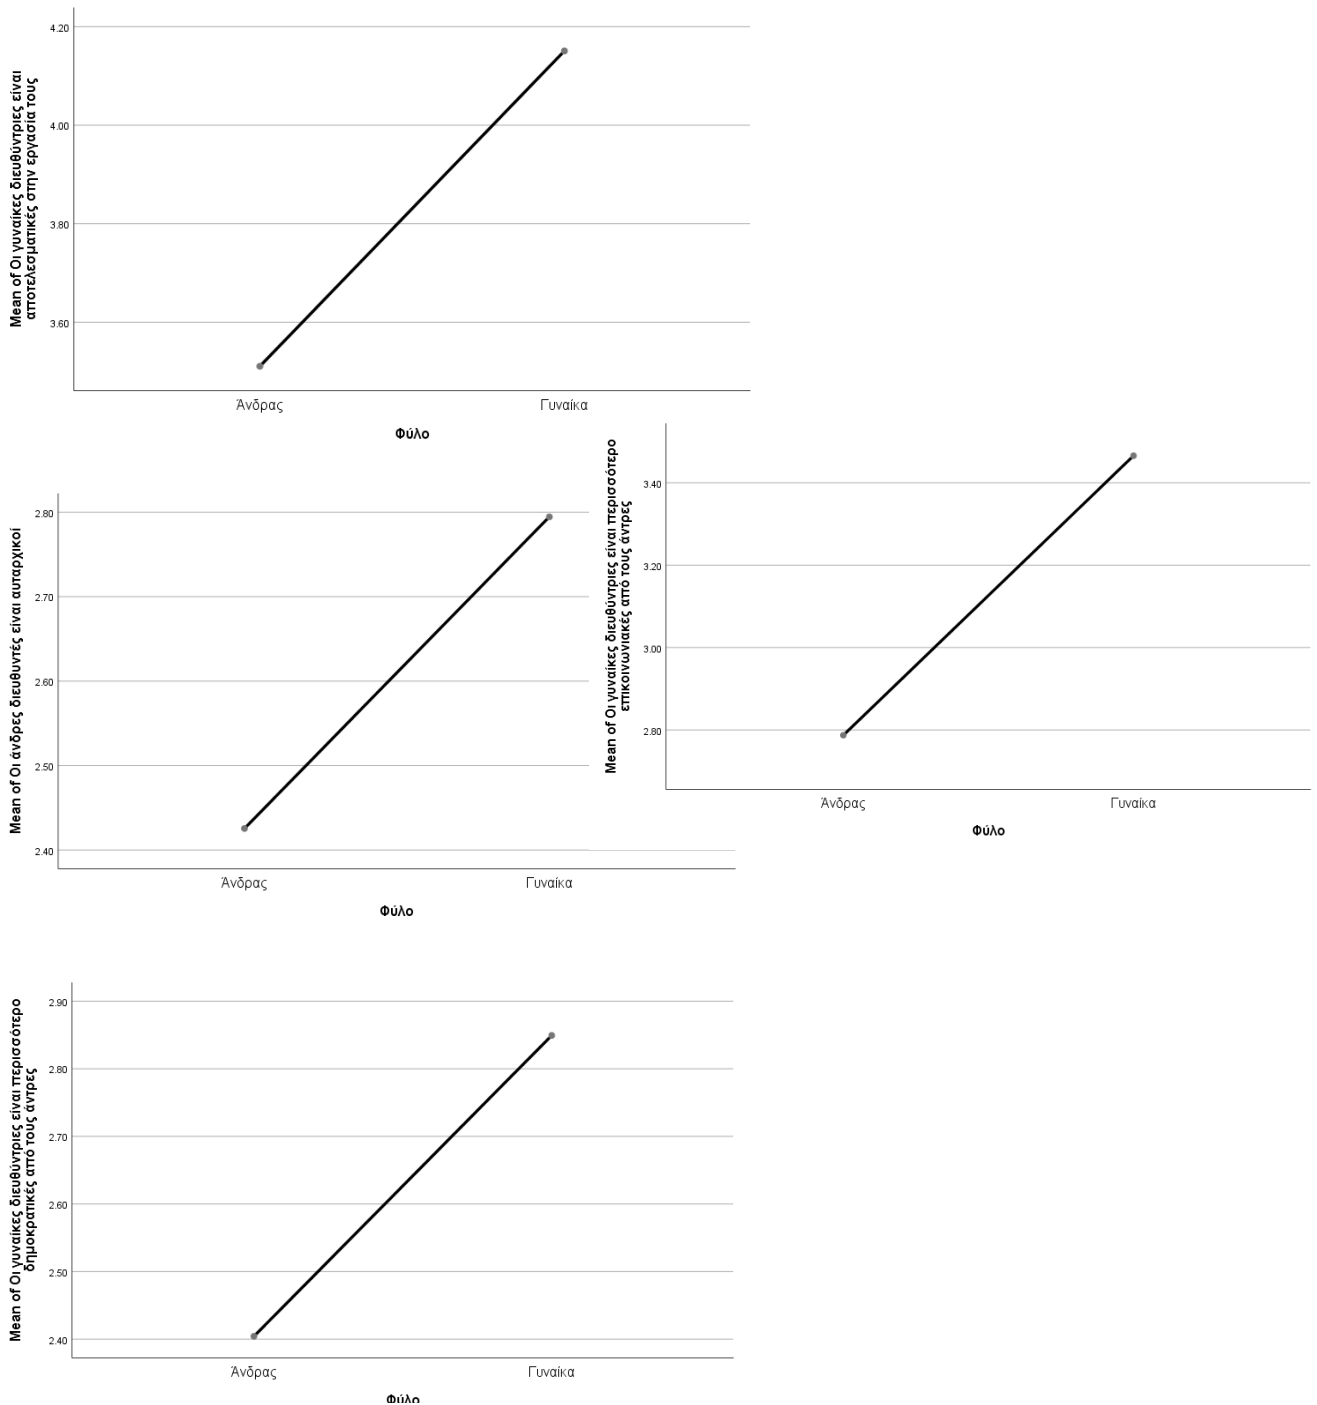 Mean of Οι γυναίκες διευθύντριες είναι
αποτελεσματικές στην εργασία τους
4.20
4.00
3.80
3.60
Άνδρας Γυναίκα
Φύλο
Mean of Οι άνδρες διευθυντές είναι αυταρχικοί
2.80
2.70
2.60
2.50
2.40
Άνδρας Γυναίκα
Φύλο
Mean of Οι γυναίκες διευθύντριες είναι περισσότερο
επικοινωνιακές από τους άντρες
3.40
3.20
3.00
2.80
Άνδρας Γυναίκα
Φύλο
Mean of Οι γυναίκες διευθύντριες είναι περισσότερο
δημοκρατικές από τους άντρες
2.90
2.80
2.70
2.60
2.50
2.40
Άνδρας Γυναίκα
Φύλο